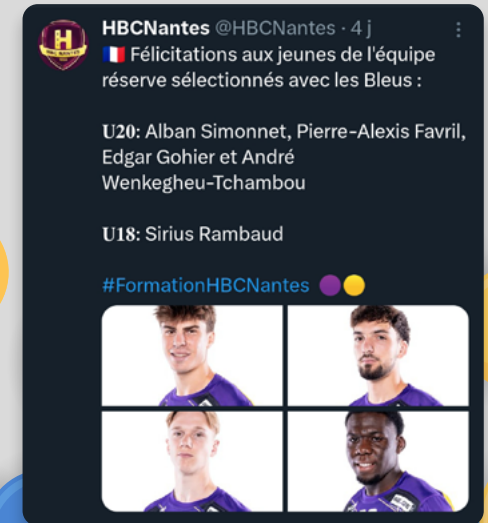 HBCNantes @HBCNantes · 4 j
🇫🇷 Félicitations aux jeunes de l'équipe
réserve sélectionnés avec les Bleus :
𝐔𝟐𝟎: Alban Simonnet, Pierre-Alexis Favril,
Edgar Gohier et André
Wenkegheu-Tchambou
𝐔𝟏𝟖: Sirius Rambaud
#FormationHBCNantes 🟣🟡